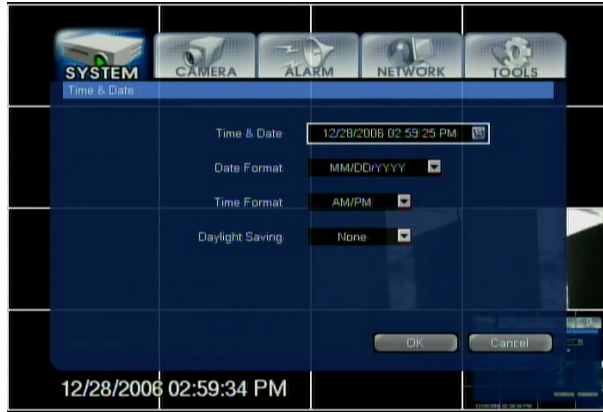 SYSTEM CAMERA ALARM NETWORK TOOLS
Time & Date
Time & Date 12/28/2006 02:59:25 PM
Date Format MM/DD/YYYY
Time Format AM/PM
Daylight Saving None
OK Cancel
12/28/2006 02:59:34 PM